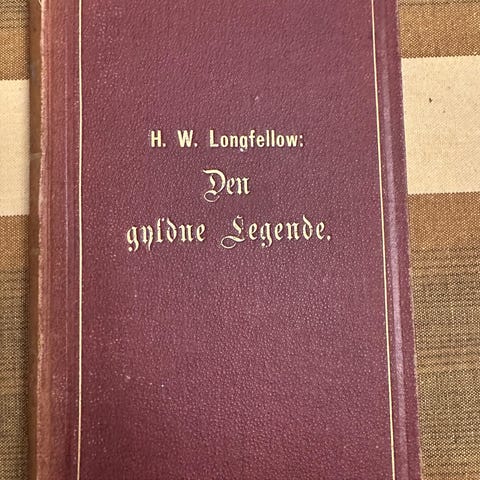 H. W. Longfellow:
Den
gyldne Legende.